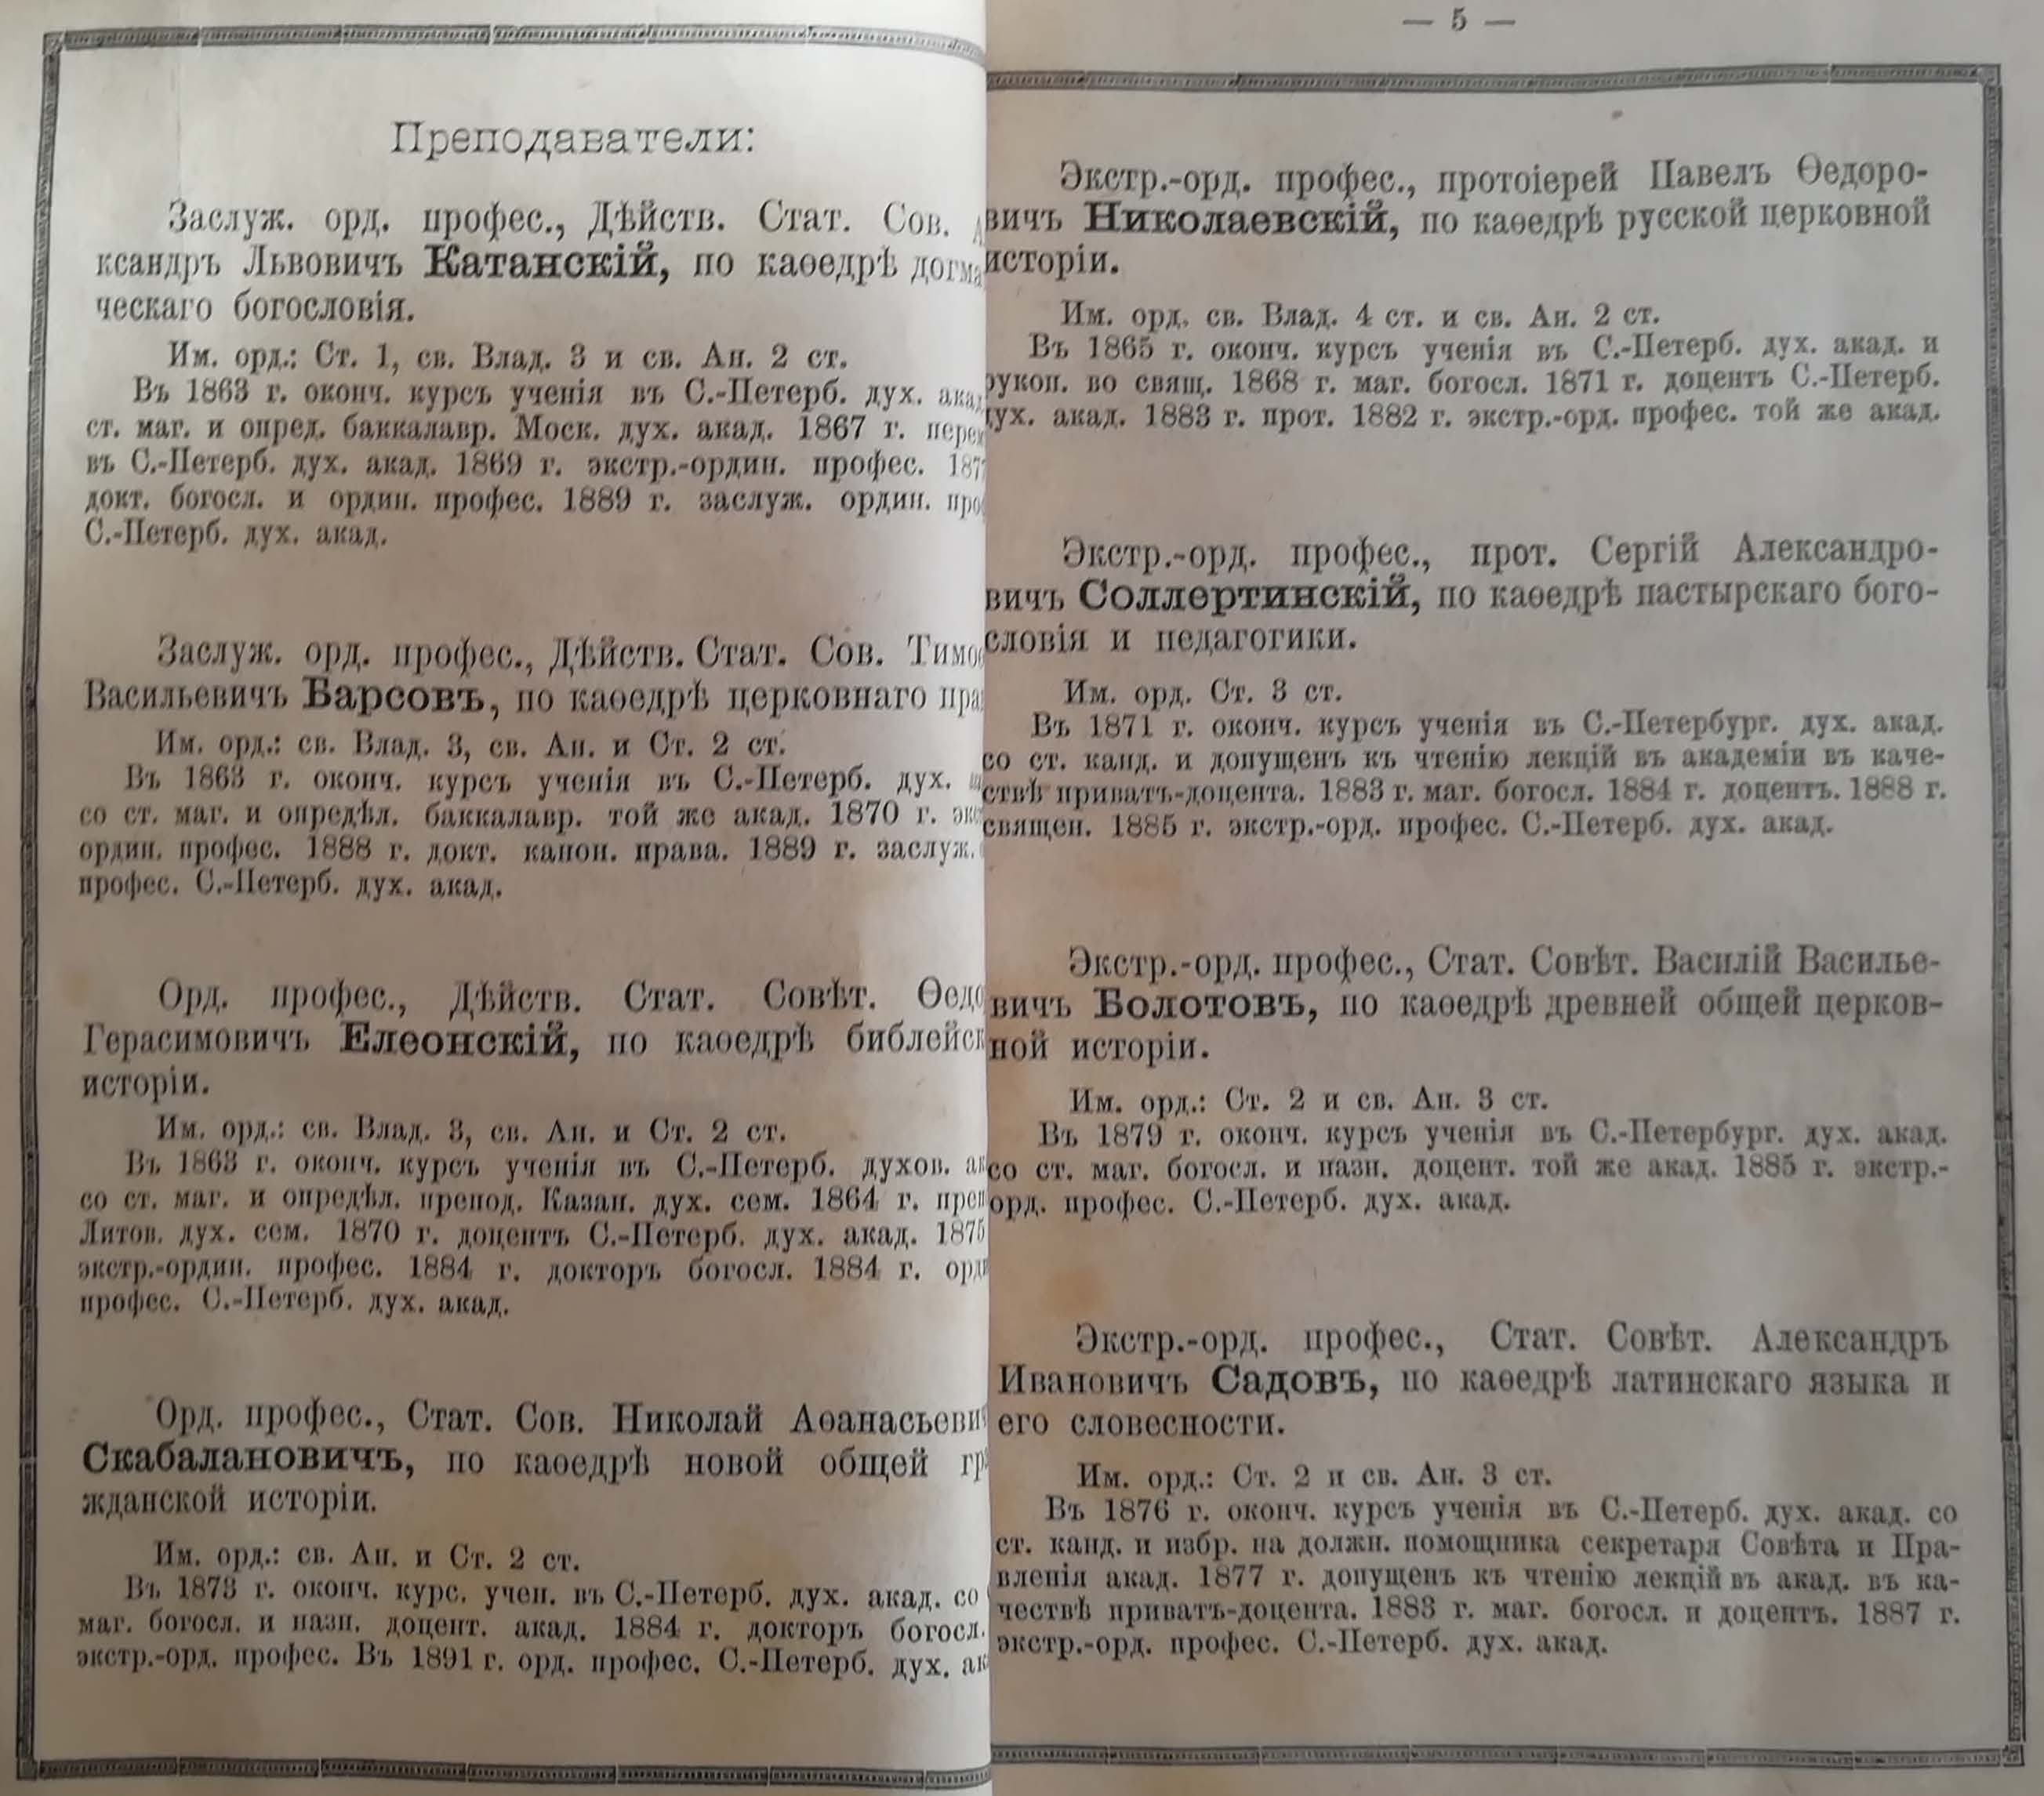 Преподаватели:
Заслуж. орд. профес., Дѣйств. Стат. Сов.
ксандръ Львовичъ Катанскій, по каѳедрѣ догма
ческаго богословія.
Им. орд.: Ст. 1, св. Влад. 3 и св. Ан. 2 ст.
Въ 1863 г. оконч. курсъ ученія въ С.-Петерб. дух. ака
ст. маг. и опред. баккалавр. Моск. дух. акад. 1867 г. пере
въ С.-Петерб. дух. акад. 1869 г. экстр.-ордин. профес. 187
докт. богосл. и ордин. профес. 1889 г. заслуж. ордин. про
С.-Петерб. дух. акад.
Заслуж. орд. профес., Дѣйств. Стат. Сов. Тимо
Васильевичъ Барсовъ, по каѳедрѣ церковнаго пра
Им. орд.: св. Влад. 3, св. Ан. и Ст. 2 ст.
Въ 1863 г. оконч. курсъ ученія въ С.-Петерб. дух.
со ст. маг. и опредѣл. баккалавр. той же акад. 1870 г. эк
ордин. профес. 1888 г. докт. канон. права. 1889 г. заслуж.
профес. С.-Петерб. дух. акад.
Орд. профес., Дѣйств. Стат. Совѣт. Ѳедо
Герасимовичъ Елеонскій, по каѳедрѣ библейск
исторіи.
Им. орд.: св. Влад. 3, св. Ан. и Ст. 2 ст.
Въ 1863 г. оконч. курсъ ученія въ С.-Петерб. духов. ак
со ст. маг. и опредѣл. препод. Казан. дух. сем. 1864 г. преп
Литов. дух. сем. 1870 г. доцентъ С.-Петерб. дух. акад. 1875
экстр.-ордин. профес. 1884 г. докторъ богосл. 1884 г. орд
профес. С.-Петерб. дух. акад.
Орд. профес., Стат. Сов. Николай Аѳанасьеви
Скабалановичъ, по каѳедрѣ новой общей гр
жданской исторіи.
Им. орд.: св. Ан. и Ст. 2 ст.
Въ 1873 г. оконч. курс. учен. въ С.-Петерб. дух. акад. со
маг. богосл. и назн. доцент. акад. 1884 г. докторъ богосл.
экстр.-орд. профес. Въ 1891 г. орд. профес. С.-Петерб. дух. ак
— 5 —
Экстр.-орд. профес., протоіерей Павелъ Ѳедоро-
вичъ Николаевскій, по каѳедрѣ русской церковной
исторіи.
Им. орд. св. Влад. 4 ст. и св. Ан. 2 ст.
Въ 1865 г. оконч. курсъ ученія въ С.-Петерб. дух. акад. и
рукоп. во свящ. 1868 г. маг. богосл. 1871 г. доцентъ С.-Петерб.
дух. акад. 1883 г. прот. 1882 г. экстр.-орд. профес. той же акад.
Экстр.-орд. профес., прот. Сергій Александро-
вичъ Соллертинскій, по каѳедрѣ пастырскаго бого-
словія и педагогики.
Им. орд. Ст. 3 ст.
Въ 1871 г. оконч. курсъ ученія въ С.-Петербург. дух. акад.
со ст. канд. и допущенъ къ чтенію лекцій въ академіи въ каче-
ствѣ приватъ-доцента. 1883 г. маг. богосл. 1884 г. доцентъ. 1888 г.
священ. 1885 г. экстр.-орд. профес. С.-Петерб. дух. акад.
Экстр.-орд. профес., Стат. Совѣт. Василій Василье-
вичъ Болотовъ, по каѳедрѣ древней общей церков-
ной исторіи.
Им. орд.: Ст. 2 и св. Ан. 3 ст.
Въ 1879 г. оконч. курсъ ученія въ С.-Петербург. дух. акад.
со ст. маг. богосл. и назн. доцент. той же акад. 1885 г. экстр.-
орд. профес. С.-Петерб. дух. акад.
Экстр.-орд. профес., Стат. Совѣт. Александръ
Ивановичъ Садовъ, по каѳедрѣ латинскаго языка и
его словесности.
Им. орд.: Ст. 2 и св. Ан. 3 ст.
Въ 1876 г. оконч. курсъ ученія въ С.-Петерб. дух. акад. со
ст. канд. и избр. на должн. помощника секретаря Совѣта и Пра-
вленія акад. 1877 г. допущенъ къ чтенію лекцій въ акад. въ ка-
чествѣ приватъ-доцента. 1883 г. маг. богосл. и доцентъ. 1887 г.
экстр.-орд. профес. С.-Петерб. дух. акад.